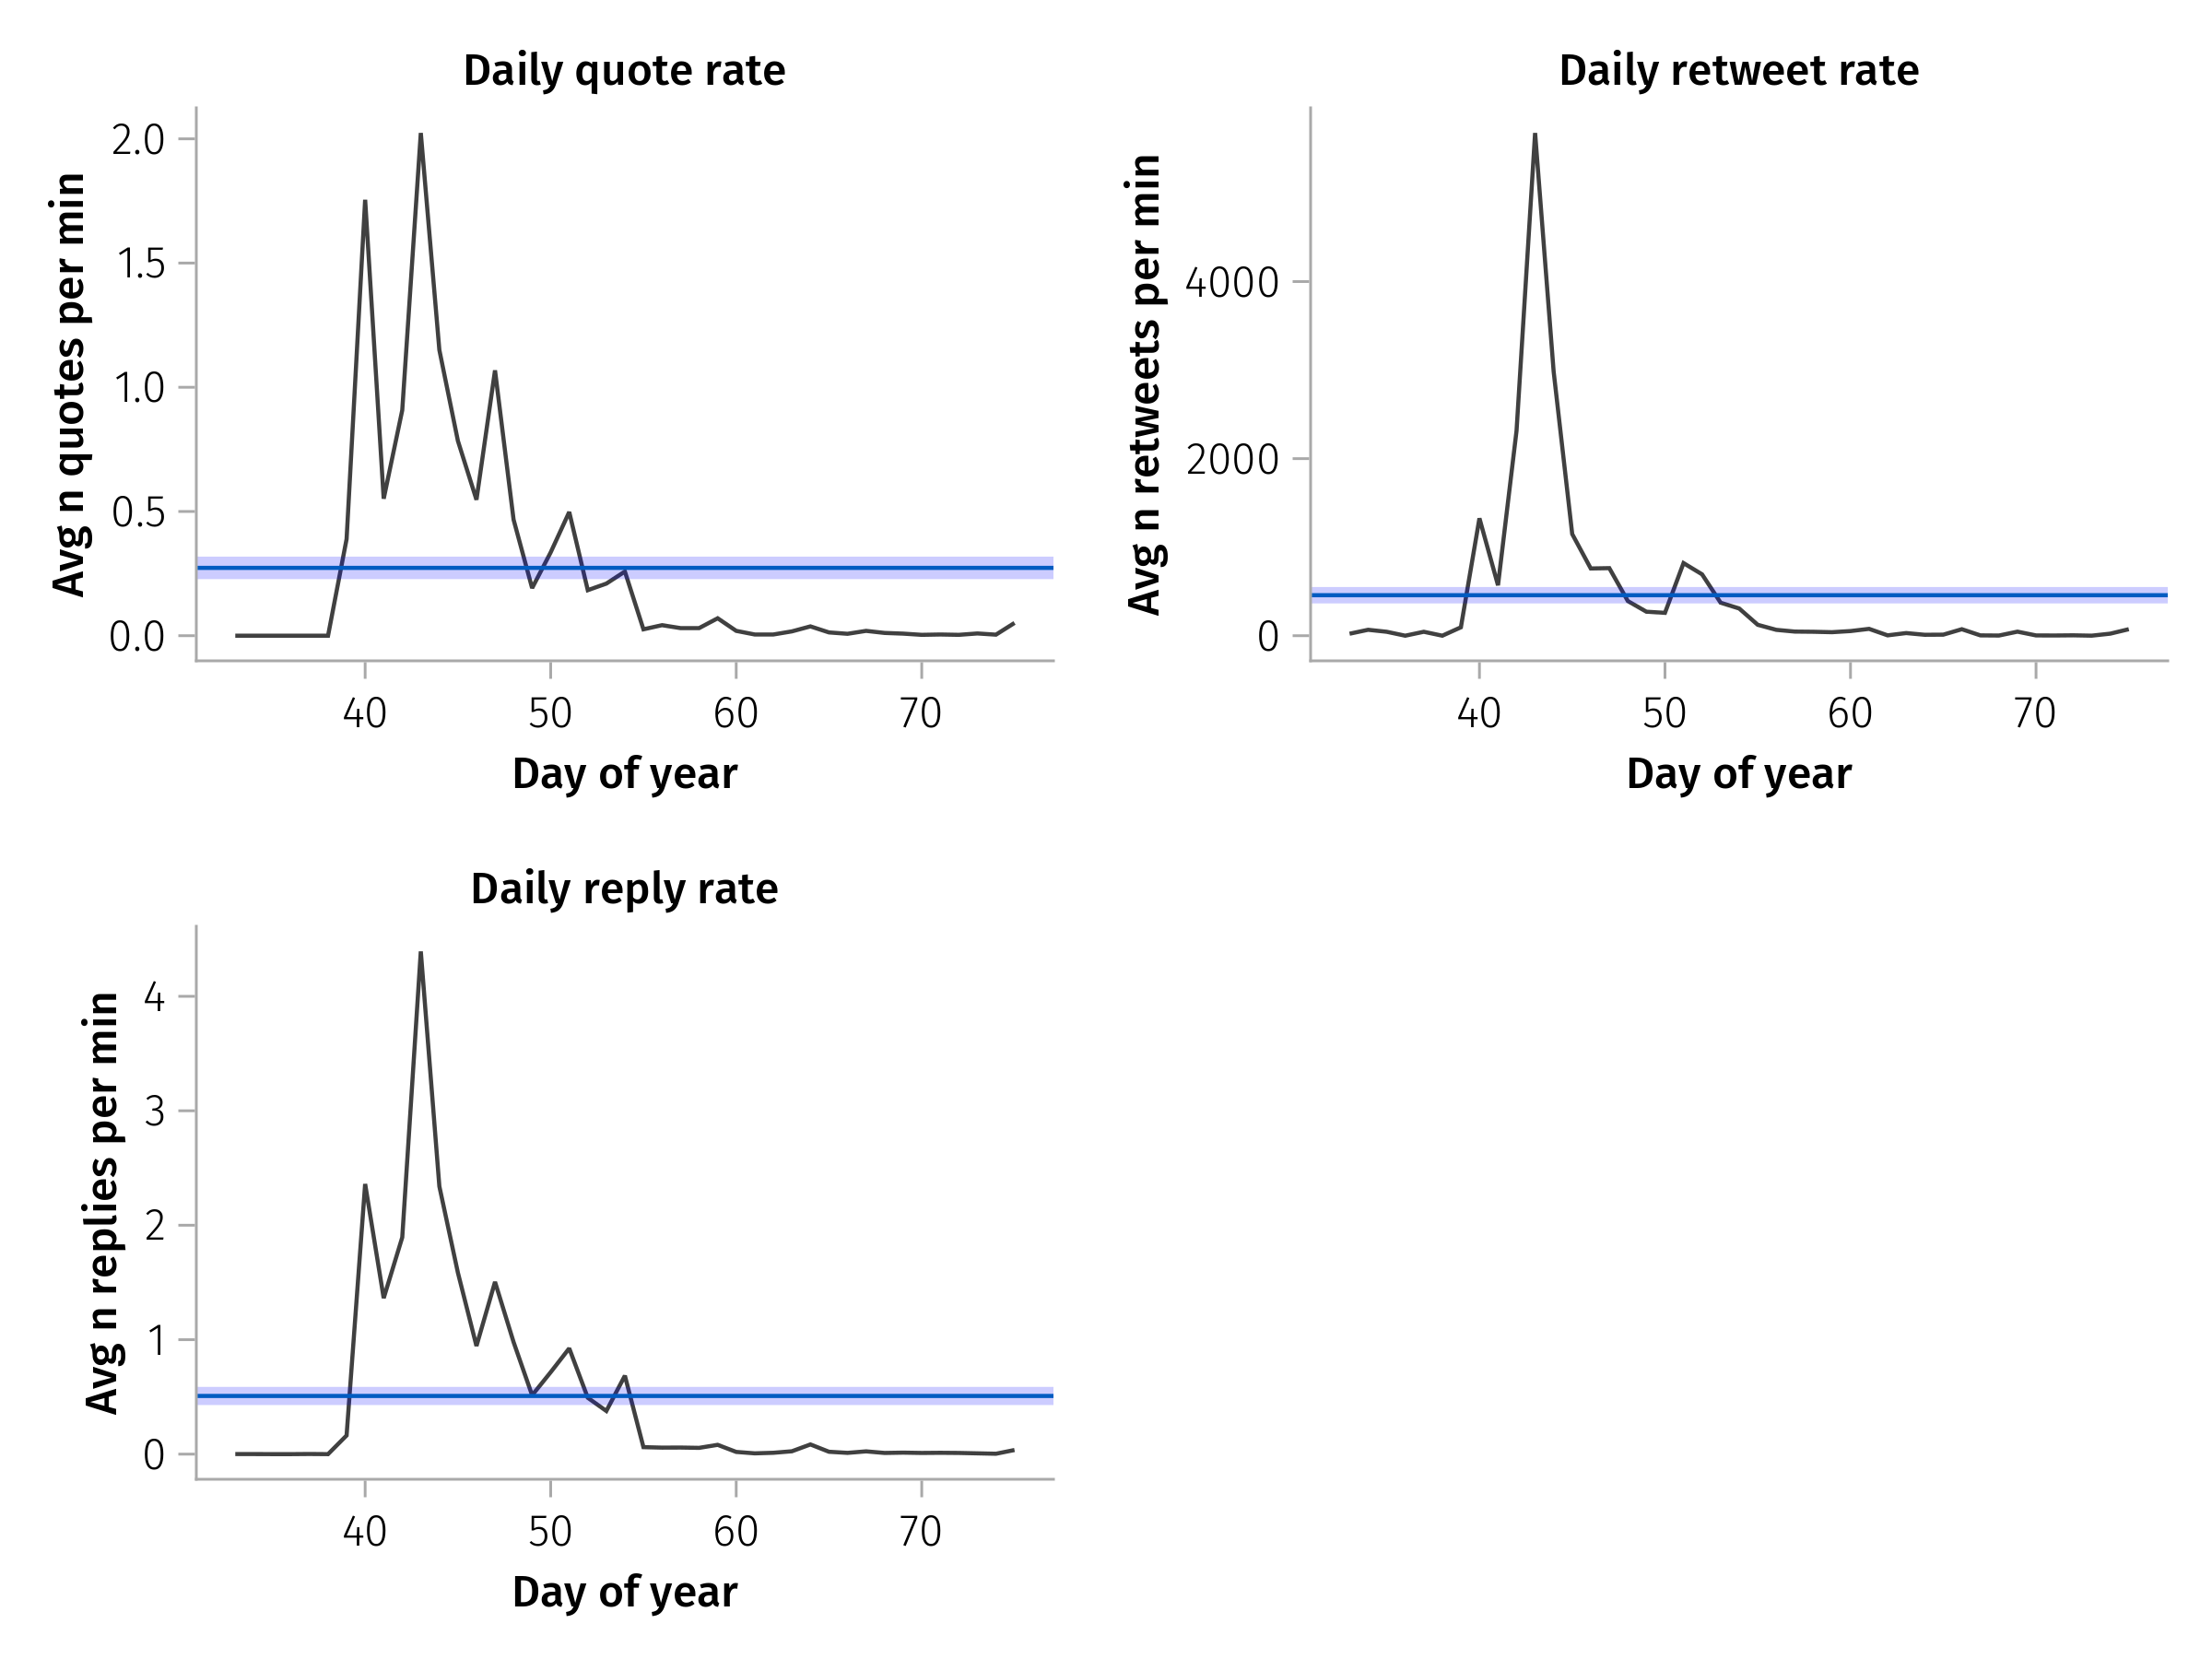 Daily quote rate
Avg n quotes per min
2.0
1.5
1.0
0.5
0.0
40 50 60 70
Day of year
Daily retweet rate
Avg n retweets per min
4000
2000
0
40 50 60 70
Day of year
Daily reply rate
Avg n replies per min
4
3
2
1
0
40 50 60 70
Day of year